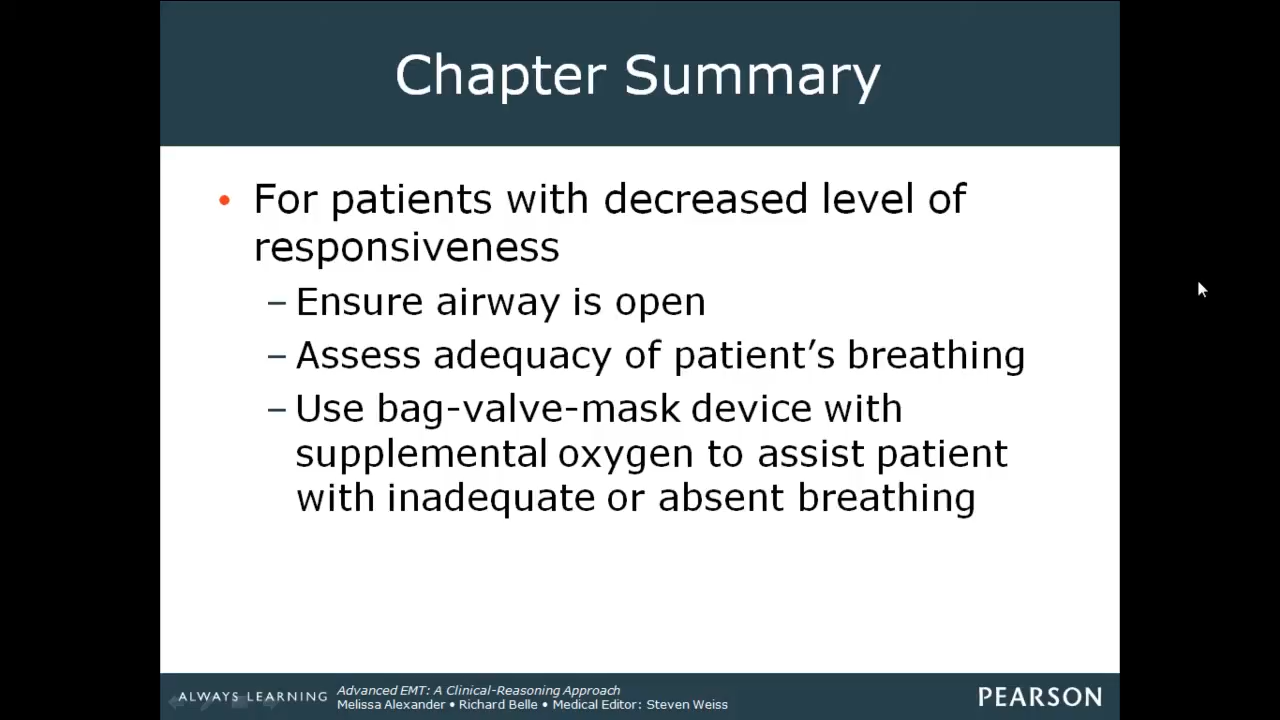 Chapter Summary
• For patients with decreased level of
responsiveness
– Ensure airway is open
– Assess adequacy of patient’s breathing
– Use bag-valve-mask device with
supplemental oxygen to assist patient
with inadequate or absent breathing
ALWAYS LEARNING
Advanced EMT: A Clinical-Reasoning Approach
Melissa Alexander • Richard Belle • Medical Editor: Steven Weiss
PEARSON